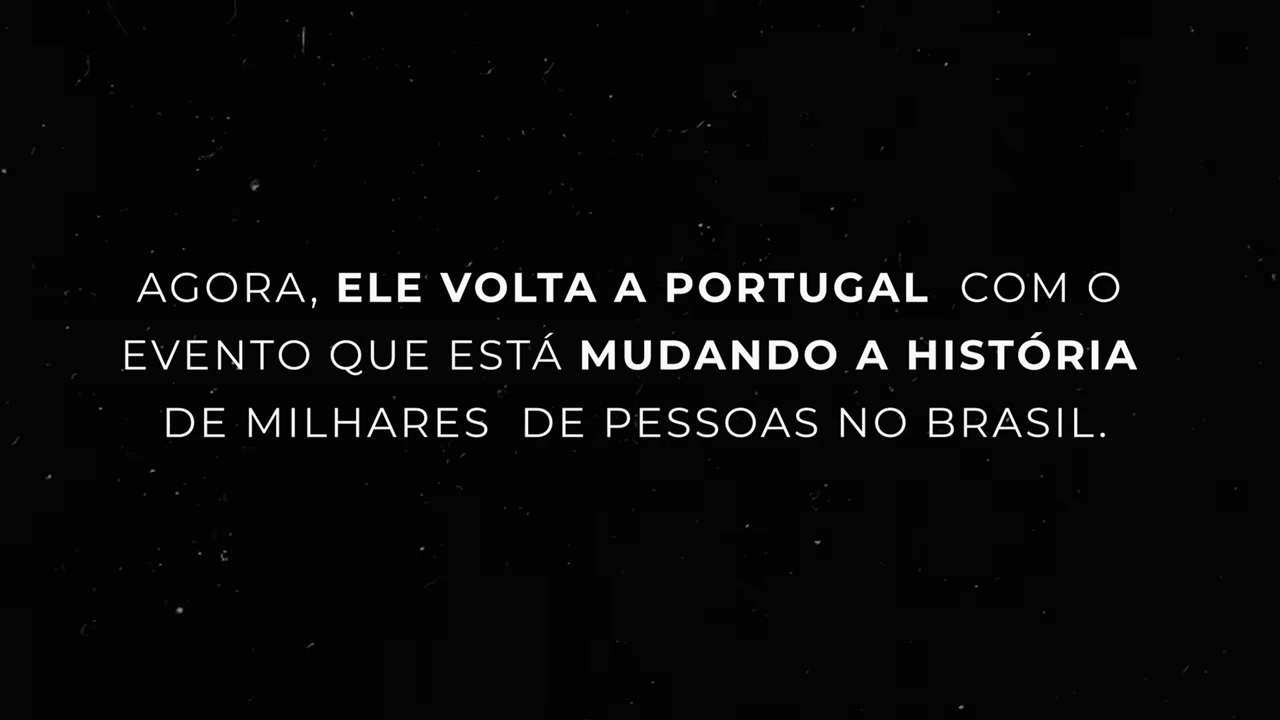 AGORA, ELE VOLTA A PORTUGAL COM O
EVENTO QUE ESTÁ MUDANDO A HISTÓRIA
DE MILHARES DE PESSOAS NO BRASIL.